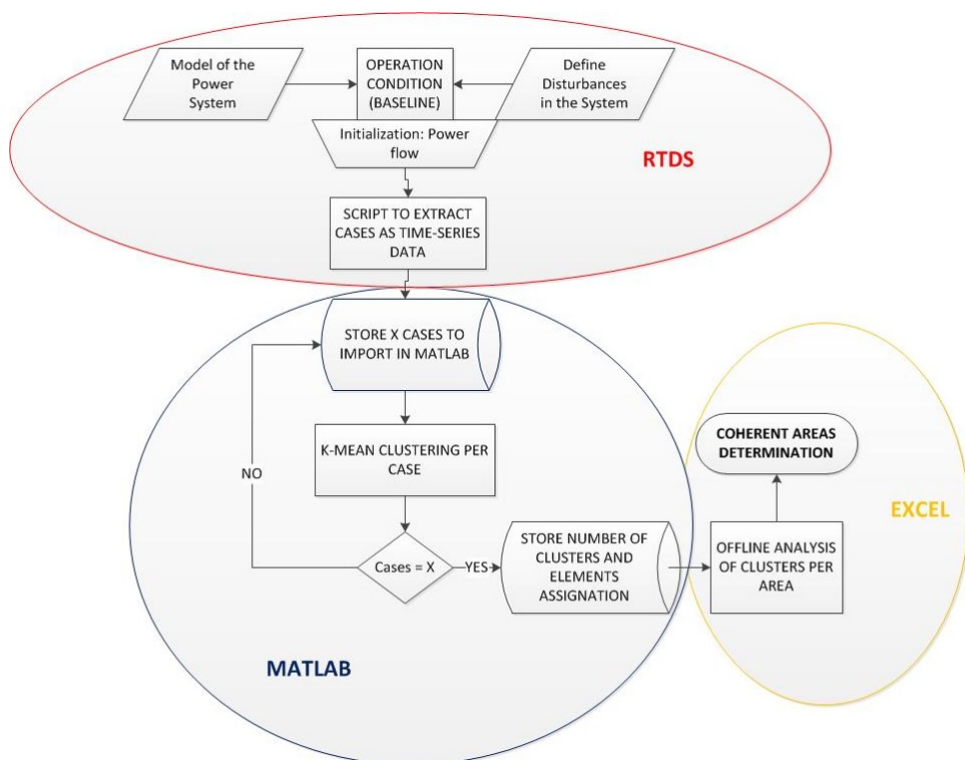 Model of the
Power
System
OPERATION
CONDITION
(BASELINE)
Define
Disturbances
in the System
Initialization: Power
flow
RTDS
SCRIPT TO EXTRACT
CASES AS TIME-SERIES
DATA
STORE X CASES TO
IMPORT IN MATLAB
K-MEAN CLUSTERING PER
CASE
NO
Cases = X
YES
STORE NUMBER OF
CLUSTERS AND
ELEMENTS
ASSIGNATION
MATLAB
COHERENT AREAS
DETERMINATION
EXCEL
OFFLINE ANALYSIS
OF CLUSTERS PER
AREA